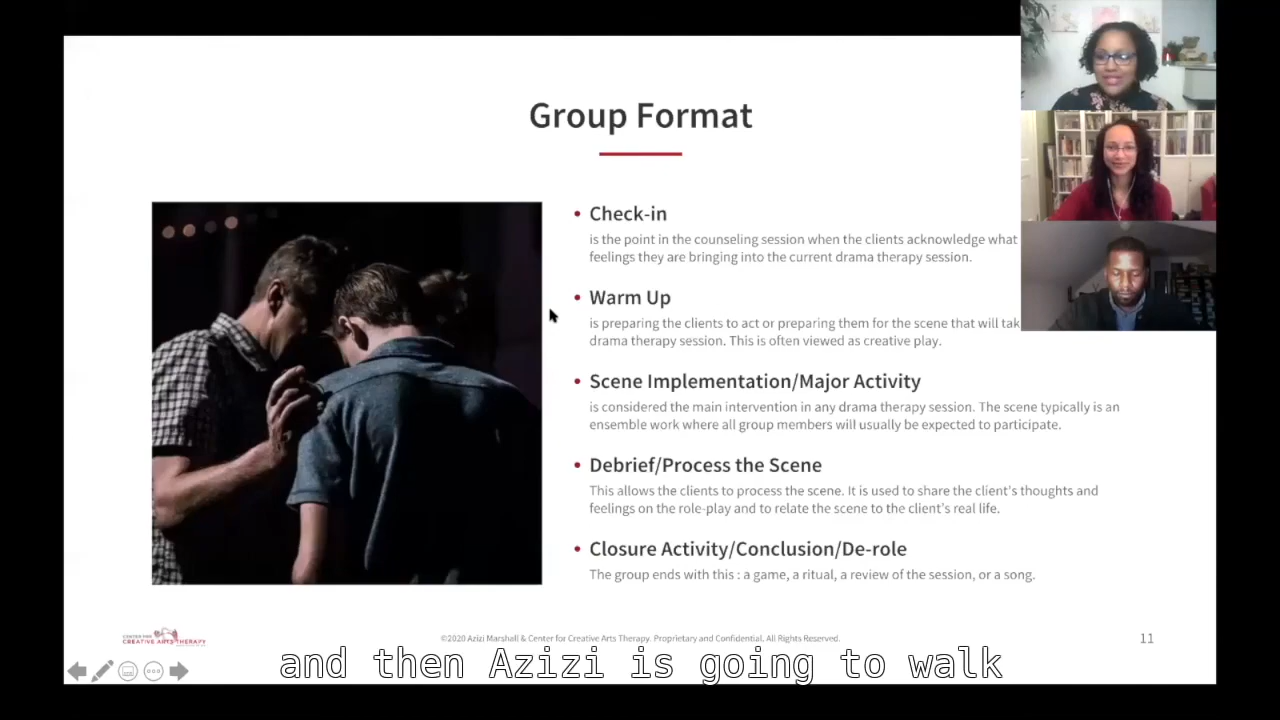 Group Format
• Check-in
is the point in the counseling session when the clients acknowledge what
feelings they are bringing into the current drama therapy session.
• Warm Up
is preparing the clients to act or preparing them for the scene that will
drama therapy session. This is often viewed as creative play.
• Scene Implementation/Major Activity
is considered the main intervention in any drama therapy session. The scene typically is an
ensemble work where all group members will usually be expected to participate.
• Debrief/Process the Scene
This allows the clients to process the scene. It is used to share the client's thoughts and
feelings on the role-play and to relate the scene to the client's real life.
• Closure Activity/Conclusion/De-role
The group ends with this : a game, a ritual, a review of the session, or a song.
CENTER FOR
CREATIVE ARTS THERAPY
©2020 Azizi Marshall & Center for Creative Arts Therapy. Proprietary and Confidential. All Rights Reserved.
11
and then Azizi is going to walk